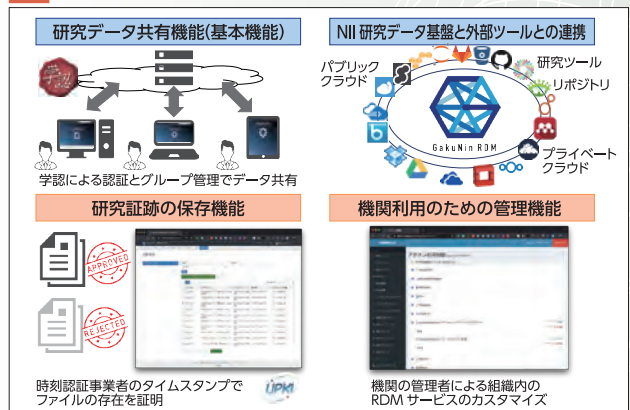 研究データ共有機能(基本機能)
学認
学認による認証とグループ管理でデータ共有
NII 研究データ基盤と外部ツールとの連携
パブリック
クラウド
研究ツール
リポジトリ
GakuNin RDM
プライベート
クラウド
研究証跡の保存機能
APPROVED
REJECTED
時刻認証事業者のタイムスタンプで
ファイルの存在を証明
UPKI
機関利用のための管理機能
機関の管理者による組織内の
RDM サービスのカスタマイズ